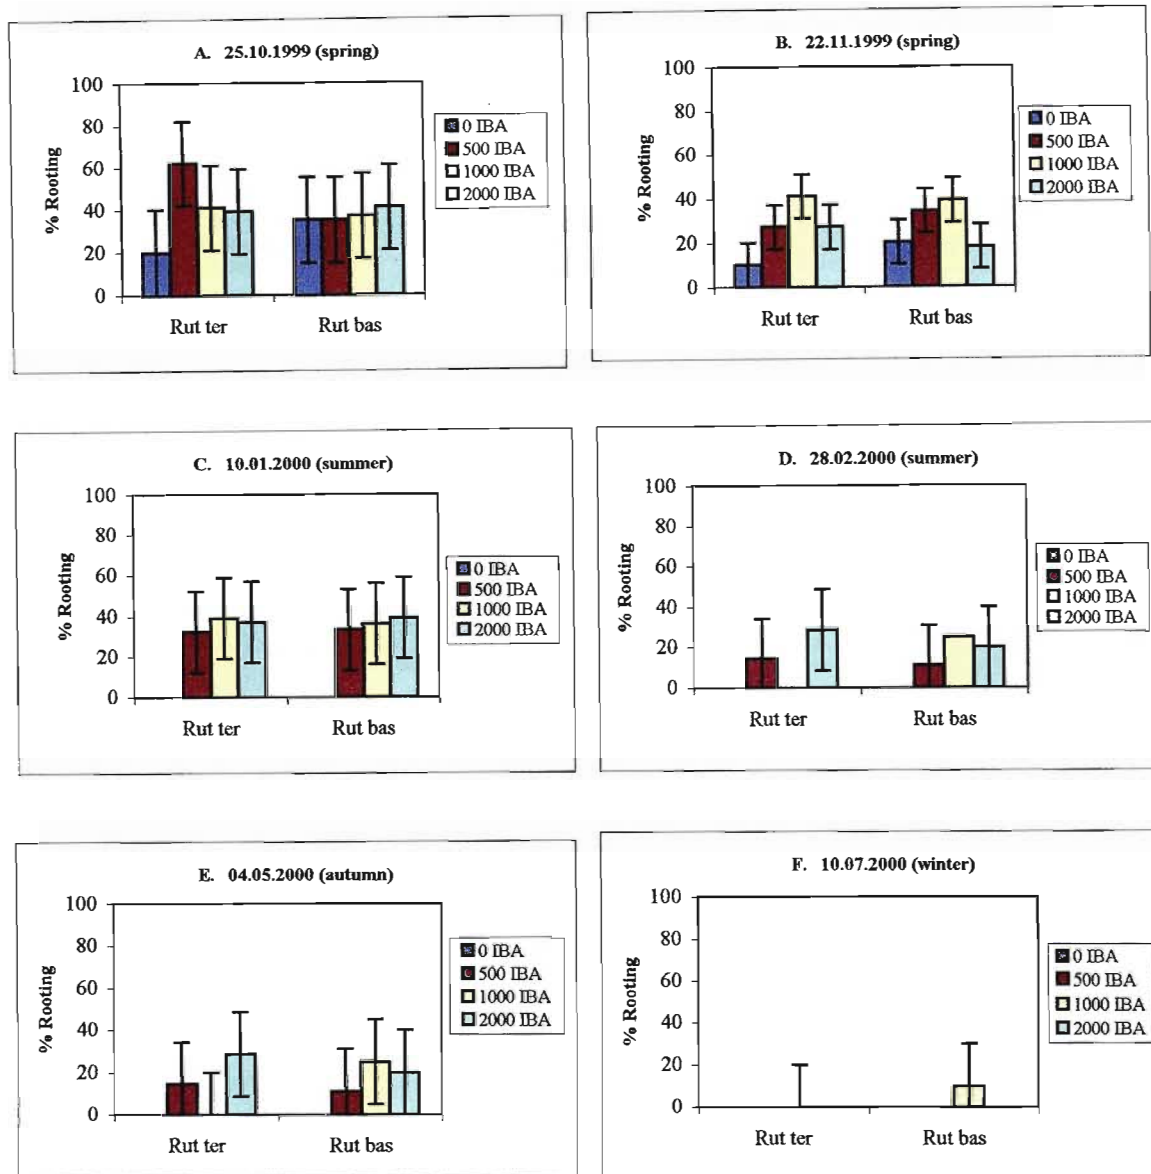 A. 25.10.1999 (spring)
% Rooting
100
80
60
40
20
0
Rut ter
Rut bas
0 IBA
500 IBA
1000 IBA
2000 IBA
B. 22.11.1999 (spring)
% Rooting
100
80
60
40
20
0
Rut ter
Rut bas
0 IBA
500 IBA
1000 IBA
2000 IBA
C. 10.01.2000 (summer)
% Rooting
100
80
60
40
20
0
Rut ter
Rut bas
0 IBA
500 IBA
1000 IBA
2000 IBA
D. 28.02.2000 (summer)
% Rooting
100
80
60
40
20
0
Rut ter
Rut bas
0 IBA
500 IBA
1000 IBA
2000 IBA
E. 04.05.2000 (autumn)
% Rooting
100
80
60
40
20
0
Rut ter
Rut bas
0 IBA
500 IBA
1000 IBA
2000 IBA
F. 10.07.2000 (winter)
% Rooting
100
80
60
40
20
0
Rut ter
Rut bas
0 IBA
500 IBA
1000 IBA
2000 IBA